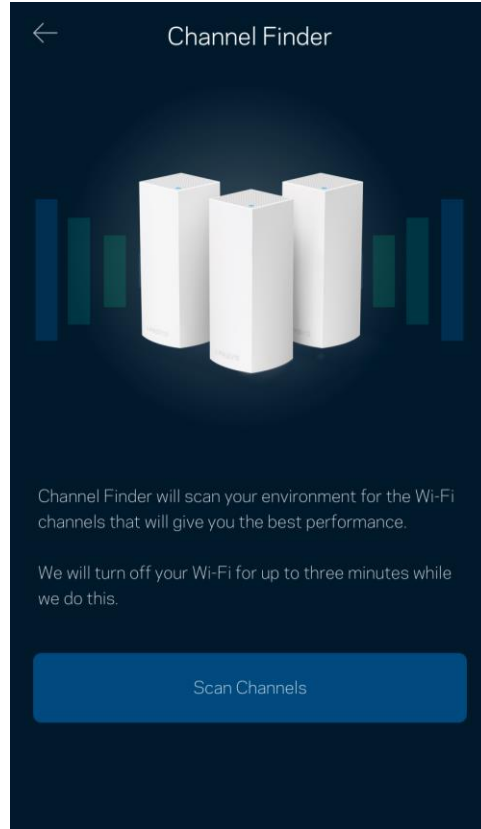 Channel Finder
Channel Finder will scan your environment for the Wi-Fi
channels that will give you the best performance.
We will turn off your Wi-Fi for up to three minutes while
we do this.
Scan Channels